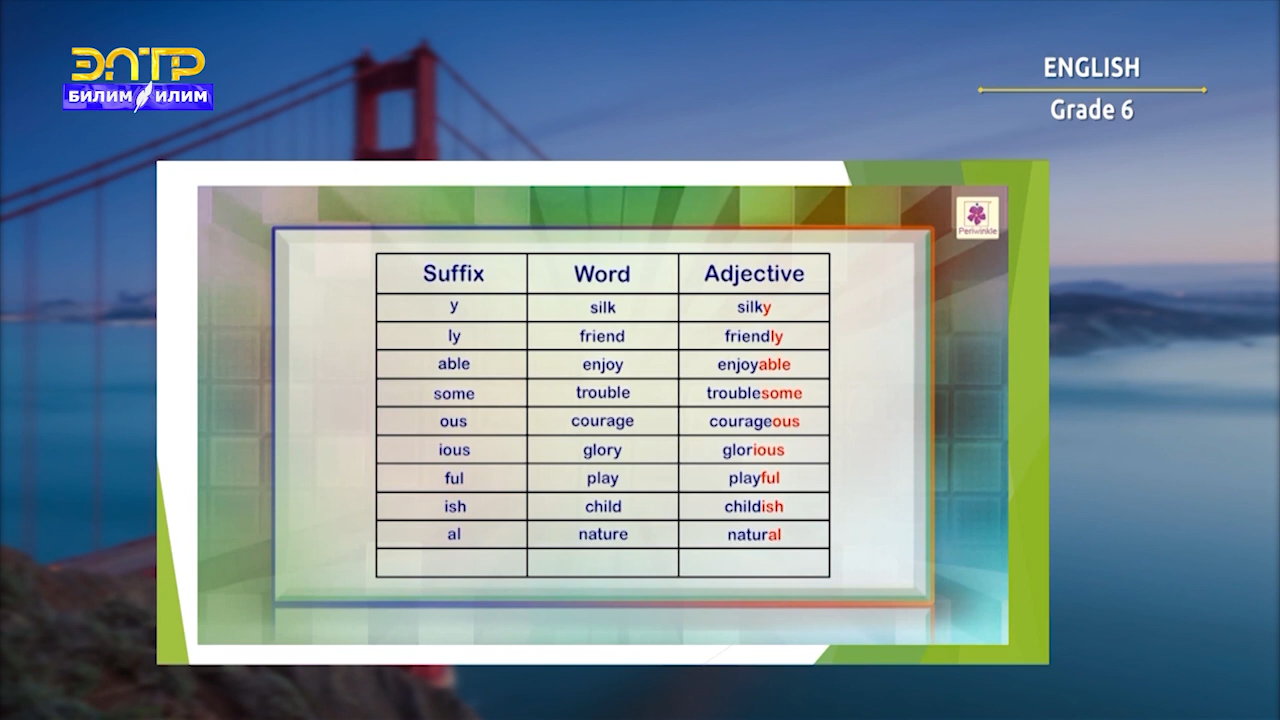 ЭЛТР
БИЛИМ ИЛИМ
ENGLISH
Grade 6
Periwinkle
Suffix Word Adjective
y silk silky
ly friend friendly
able enjoy enjoyable
some trouble troublesome
ous courage courageous
ious glory glorious
ful play playful
ish child childish
al nature natural